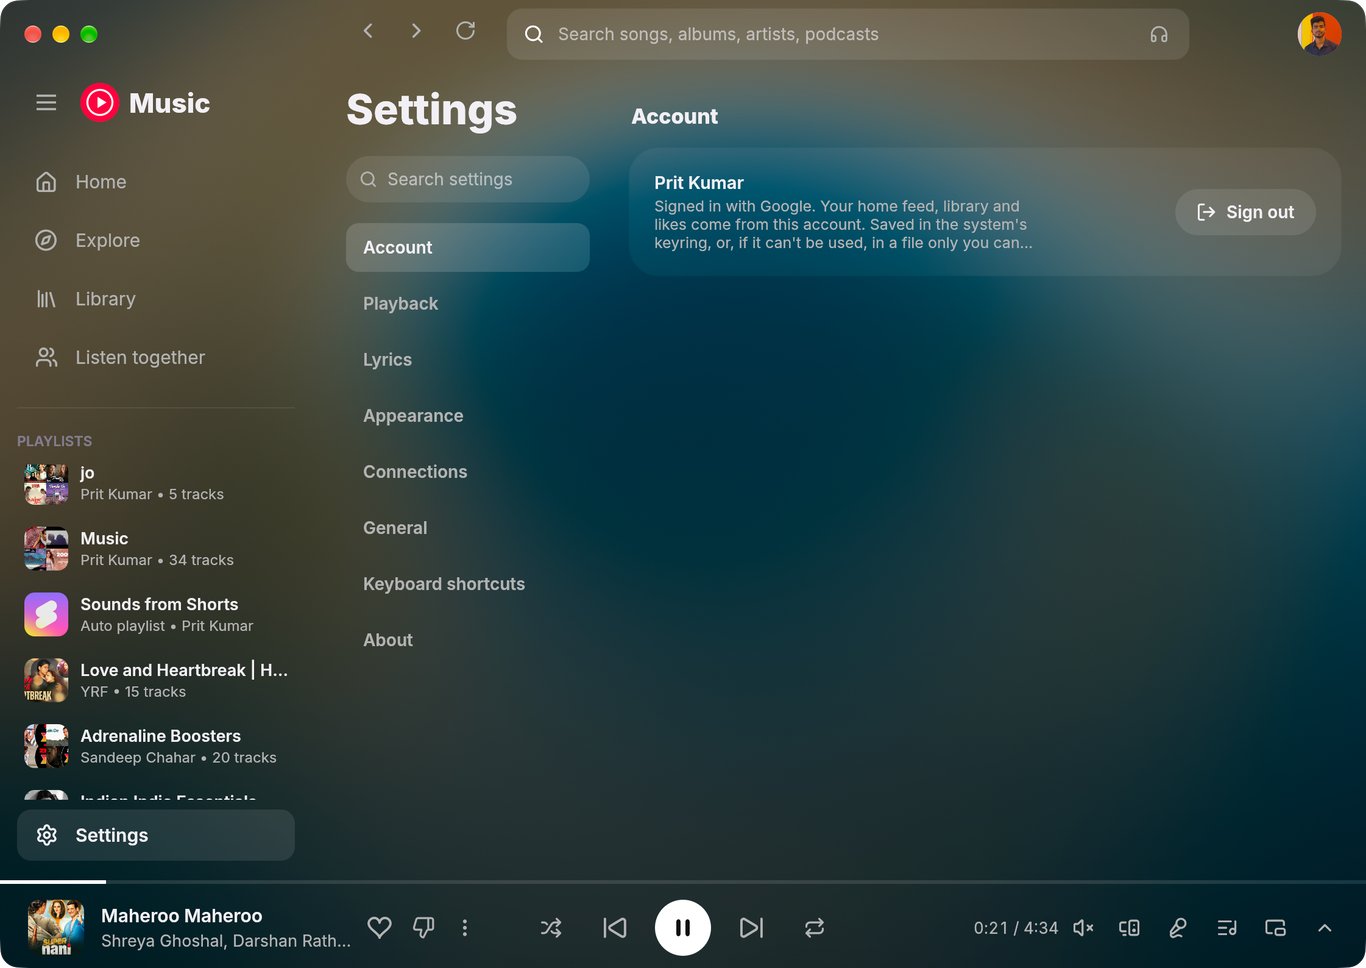 Search songs, albums, artists, podcasts
Music
Home
Explore
Library
Listen together
PLAYLISTS
jo
Prit Kumar • 5 tracks
Music
Prit Kumar • 34 tracks
Sounds from Shorts
Auto playlist • Prit Kumar
Love and Heartbreak | H...
YRF • 15 tracks
Adrenaline Boosters
Sandeep Chahar • 20 tracks
Settings
Settings
Search settings
Account
Playback
Lyrics
Appearance
Connections
General
Keyboard shortcuts
About
Account
Prit Kumar
Signed in with Google. Your home feed, library and
likes come from this account. Saved in the system's
keyring, or, if it can't be used, in a file only you can...
Sign out
Maheroo Maheroo
Shreya Ghoshal, Darshan Rath...
0:21 / 4:34